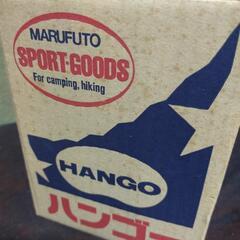 MARUFUTO
SPORT-GOODS
For camping, hiking
HANGO
ハンゴー